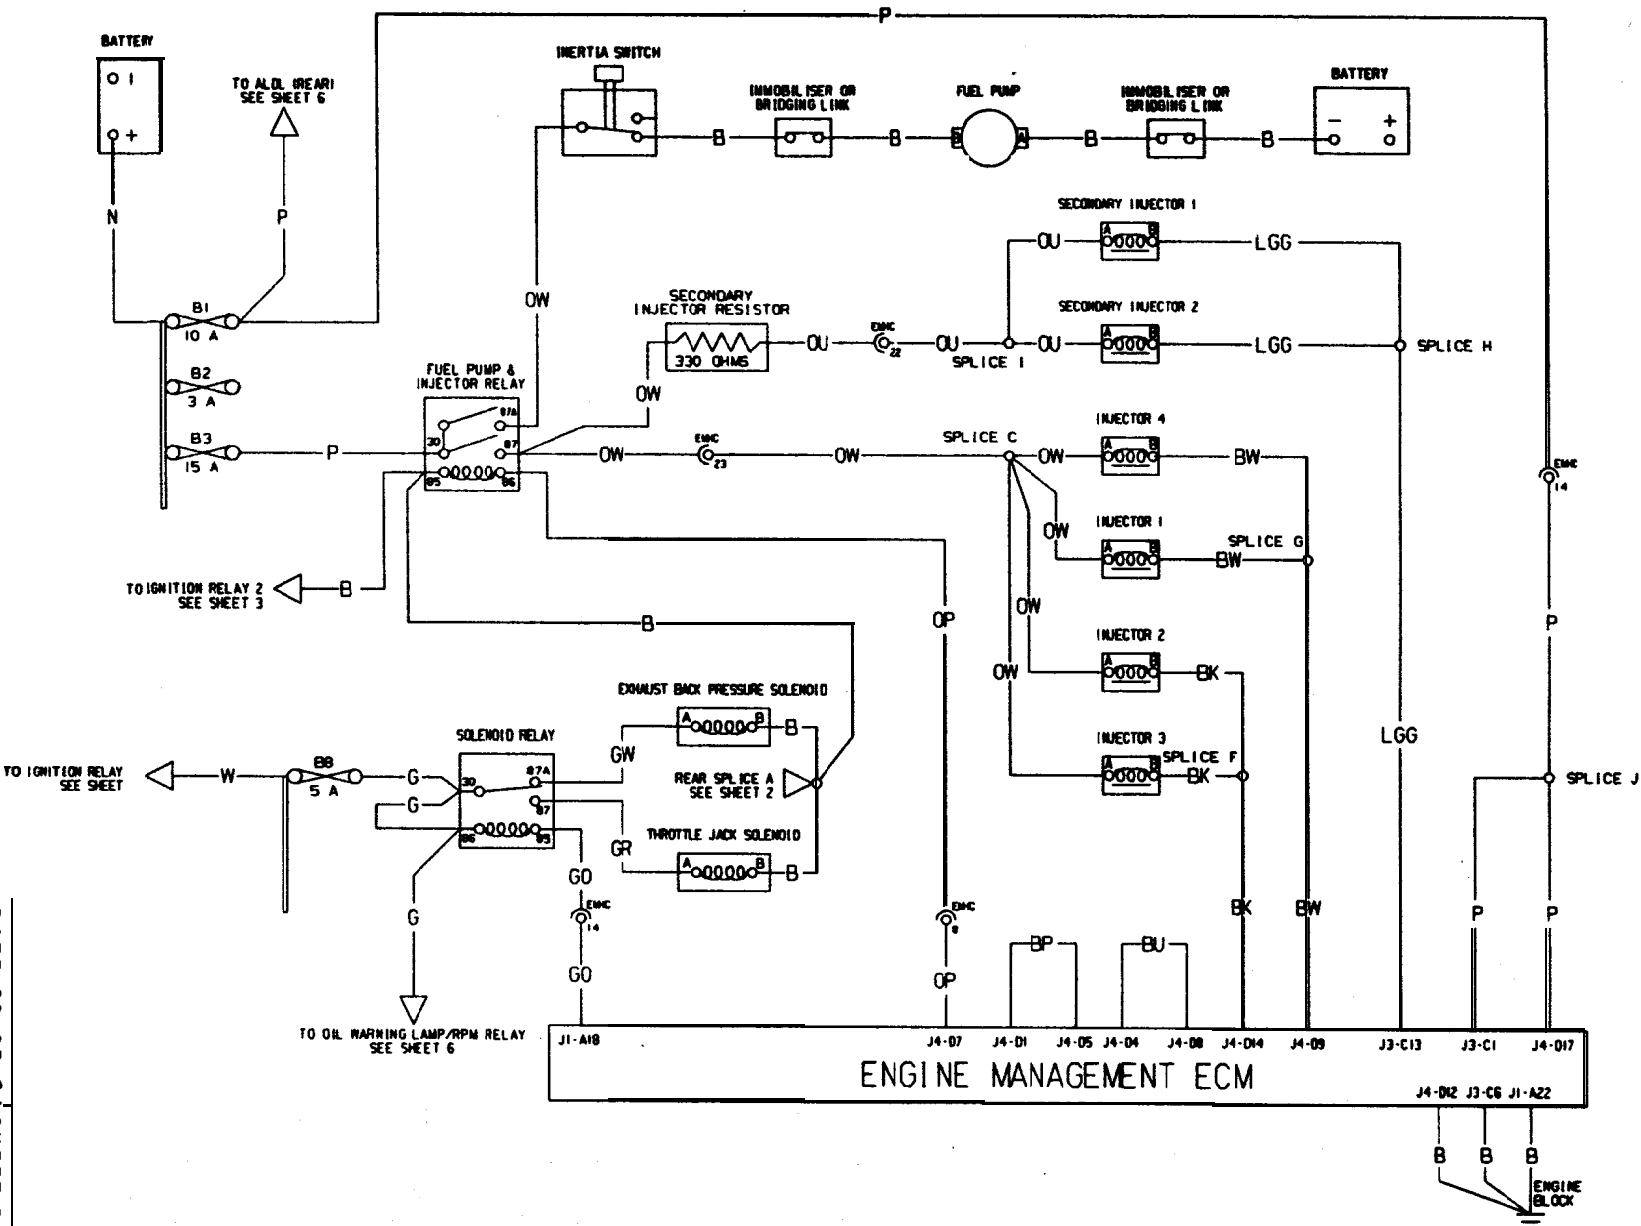 P
BATTERY
INERTIA SWITCH
TO ALDL (REAR)
SEE SHEET 6
IMMOBILISER OR
BRIDGING LINK
FUEL PUMP
IMMOBILISER OR
BRIDGING LINK
BATTERY
+
B
B
B
A
B
B
-
+
N
P
SECONDARY INJECTOR 1
OU
A
B
LGG
OW
SECONDARY
INJECTOR RESISTOR
330 OHMS
SECONDARY INJECTOR 2
B1
10 A
OU
EMHC
22
OU
SPLICE I
OU
A
B
LGG
SPLICE H
B2
3 A
FUEL PUMP &
INJECTOR RELAY
87A
OW
30
87
85
86
B3
15 A
P
OW
EMHC
23
OW
SPLICE C
INJECTOR 4
OW
A
B
BW
EMHC
14
INJECTOR 1
OW
A
B
BW
SPLICE G
TO IGNITION RELAY 2
SEE SHEET 3
B
B
OP
OW
P
INJECTOR 2
OW
A
B
BK
EXHAUST BACK PRESSURE SOLENOID
A
B
B
SOLENOID RELAY
GW
INJECTOR 3
A
B
BK
SPLICE F
LGG
TO IGNITION RELAY
SEE SHEET
W
B8
5 A
G
G
30
87A
87
86
85
REAR SPLICE A
SEE SHEET 2
SPLICE J
THROTTLE JACK SOLENOID
GR
A
B
B
GO
EMHC
14
G
EMHC
8
BK
BW
P
P
GO
OP
BP
BU
TO OIL WARNING LAMP/RPM RELAY
SEE SHEET 6
J1-A18
J4-D7
J4-D1
J4-D5
J4-D4
J4-D8
J4-D14
J4-D9
J3-C13
J3-C1
J4-D17
ENGINE MANAGEMENT ECM
J4-D12
J3-C6
J1-A22
B
B
B
ENGINE
BLOCK